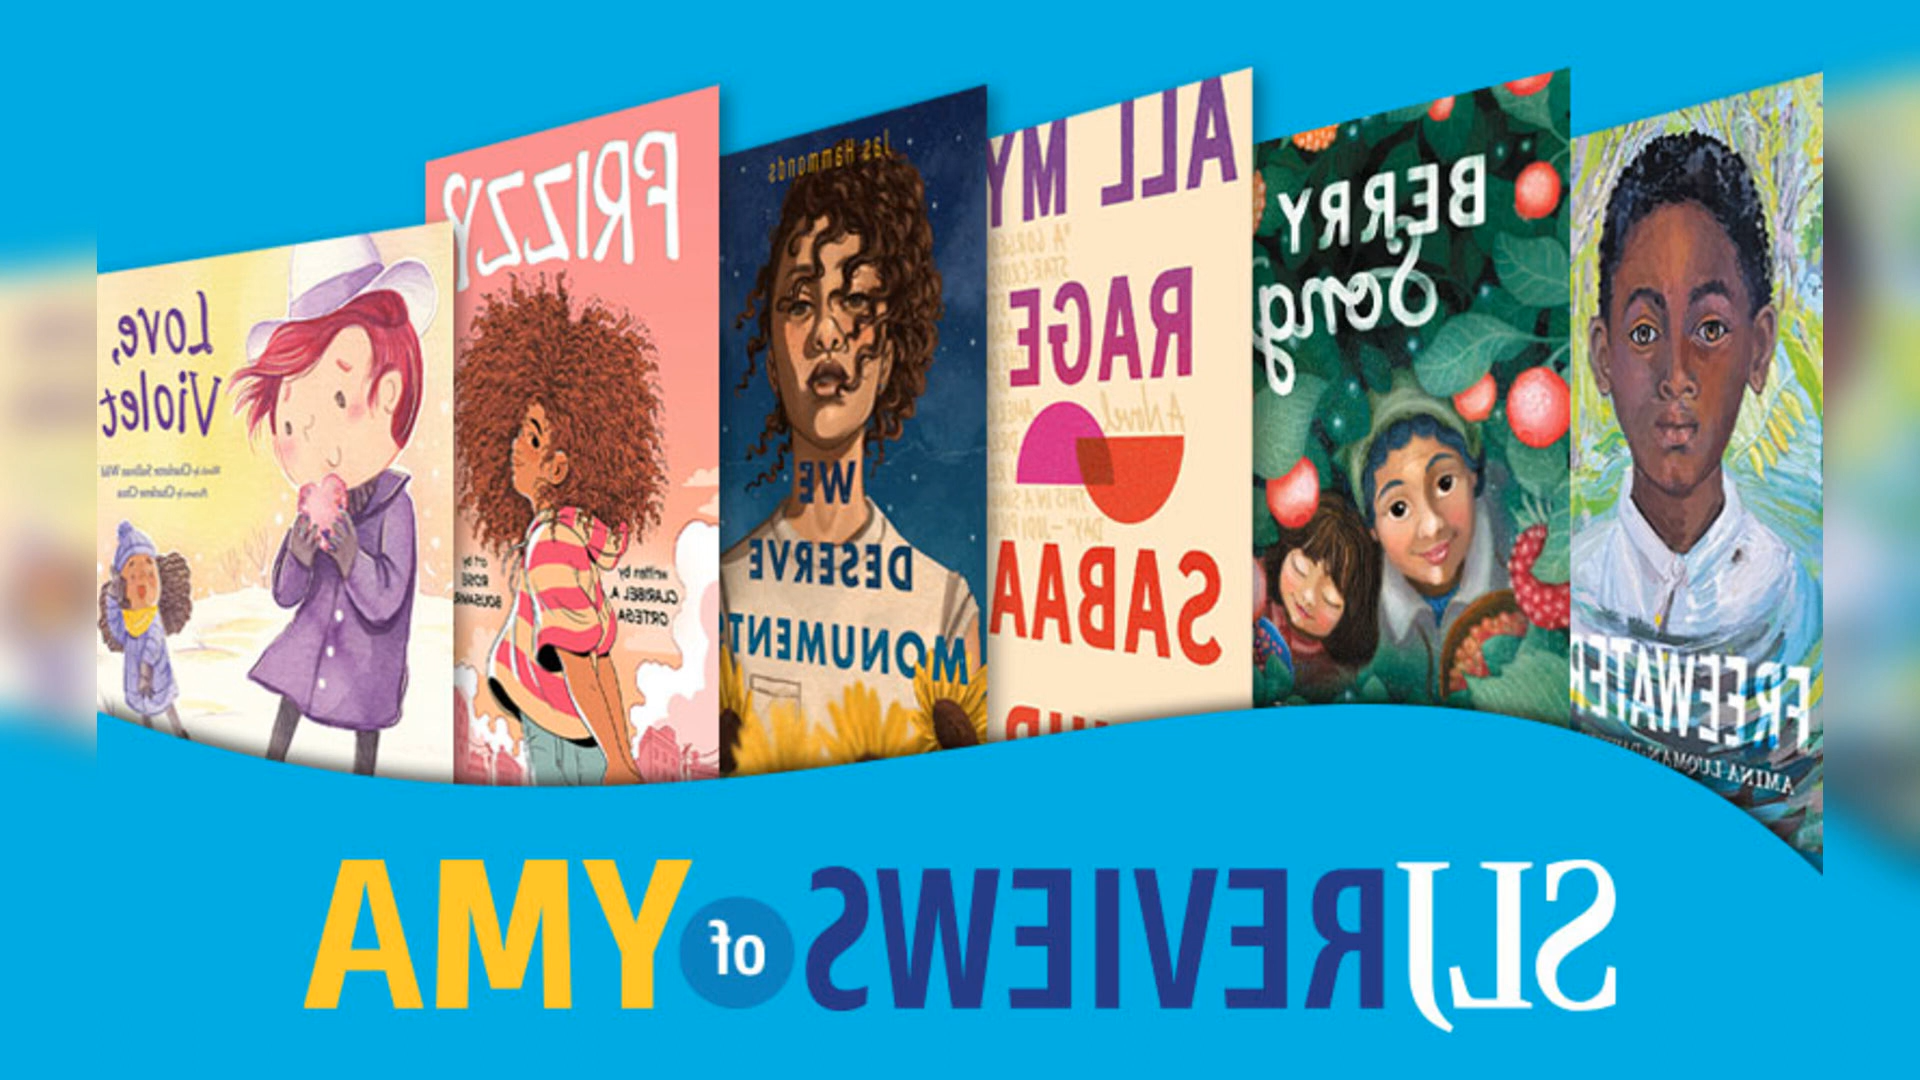 FREEWATER
AMINA LUQMAN-DAWSON
BERRY
Song
ALL MY
RAGE
A Novel
SABAA
Jas Hammonds
WE
DESERVE
MONUMENTS
FRIZZY
written by
CLARIBEL A.
ORTEGA
art by
ROSE
BOUSAMRA
Love,
Violet
Words by Charlotte Sullivan Wild
Pictures by Charlene Chua
SLJ REVIEWS of YMA